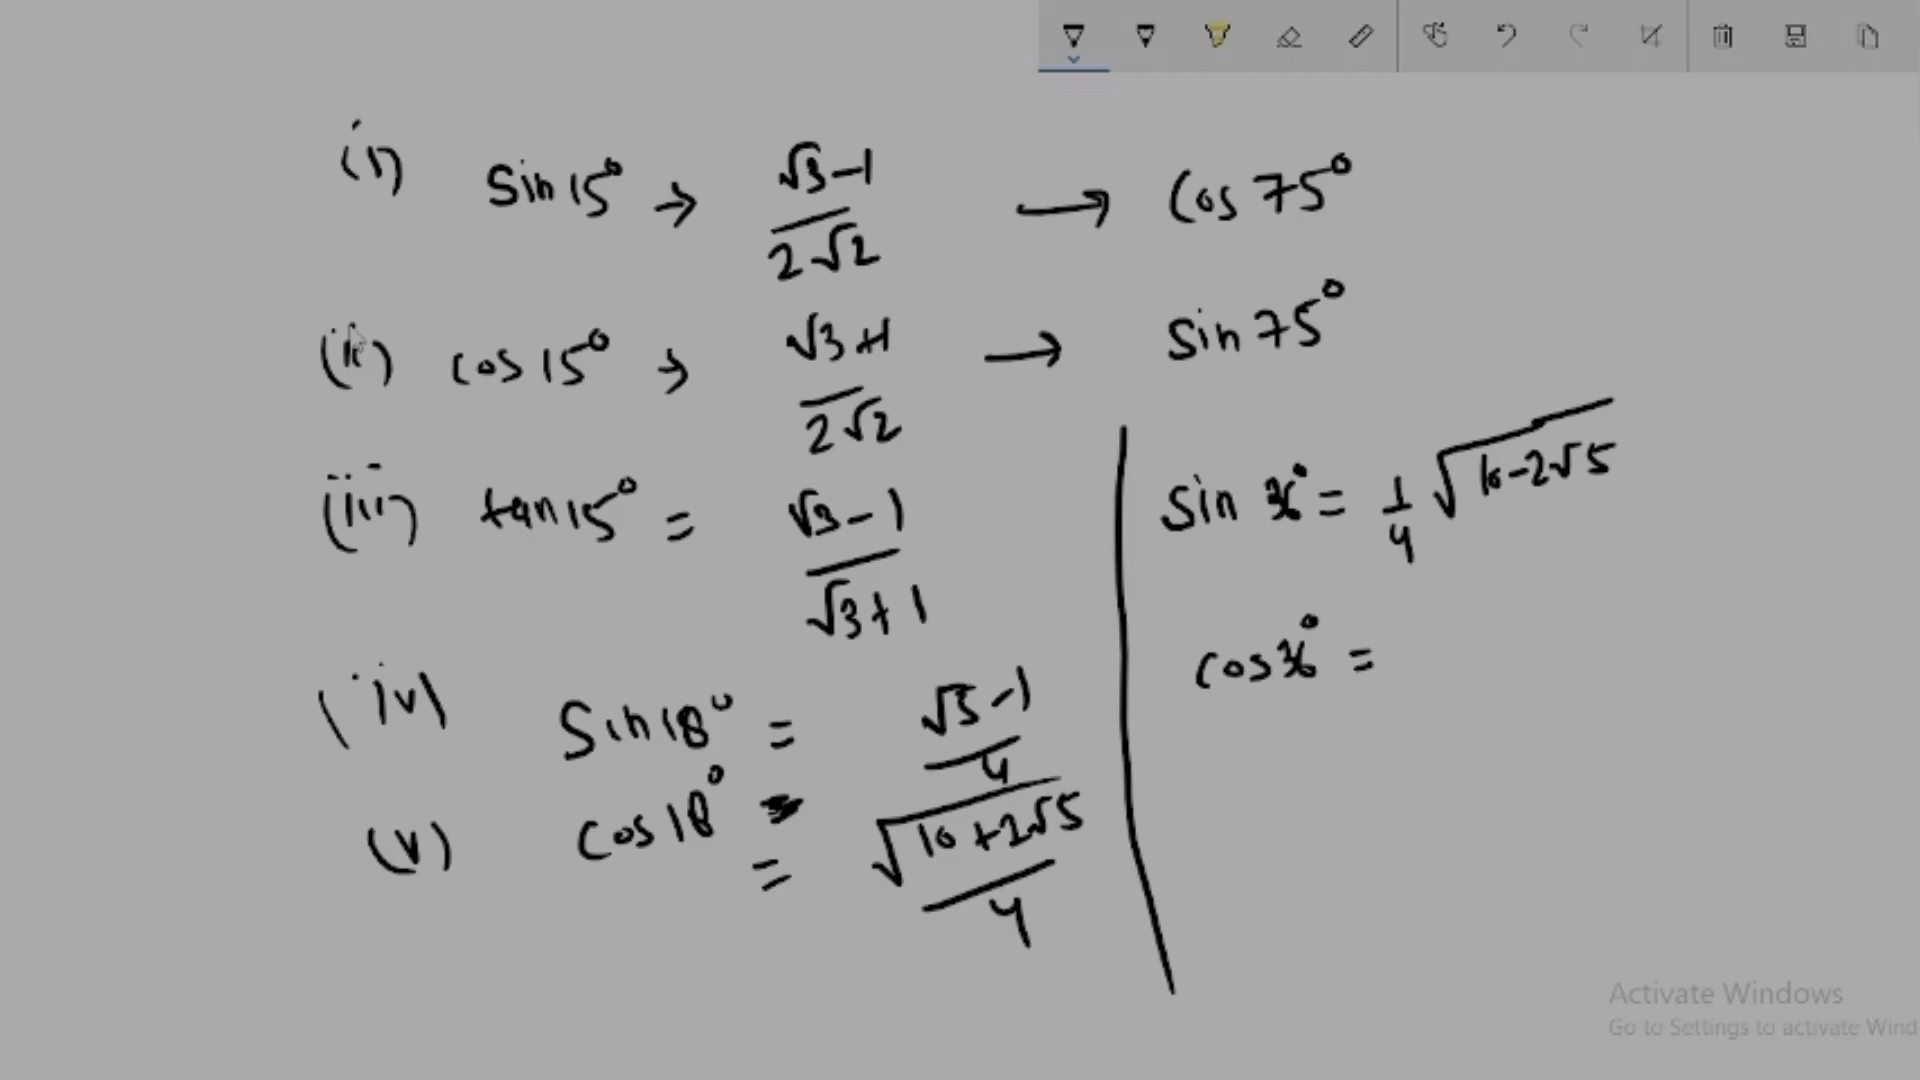 (i) Sin 15° → √3-1 / 2√2 → Cos 75°
(ii) cos 15° → √3+1 / 2√2 → Sin 75°
(iii) tan 15° = √3-1 / √3+1
(iv) Sin 18° = √5-1 / 4
(v) Cos 18° = √10+2√5 / 4
Sin 36° = 1/4 √10-2√5
Cos 36° =
Activate Windows
Go to Settings to activate Wind